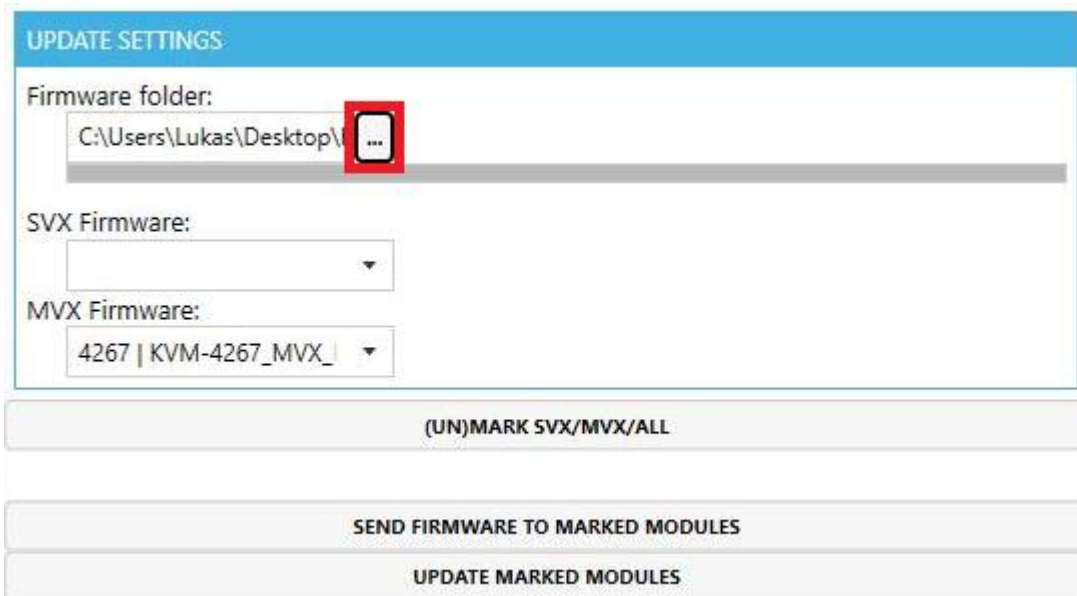 UPDATE SETTINGS
Firmware folder:
C:\Users\Lukas\Desktop\
...
SVX Firmware:
MVX Firmware:
4267 | KVM-4267_MVX_
(UN)MARK SVX/MVX/ALL
SEND FIRMWARE TO MARKED MODULES
UPDATE MARKED MODULES